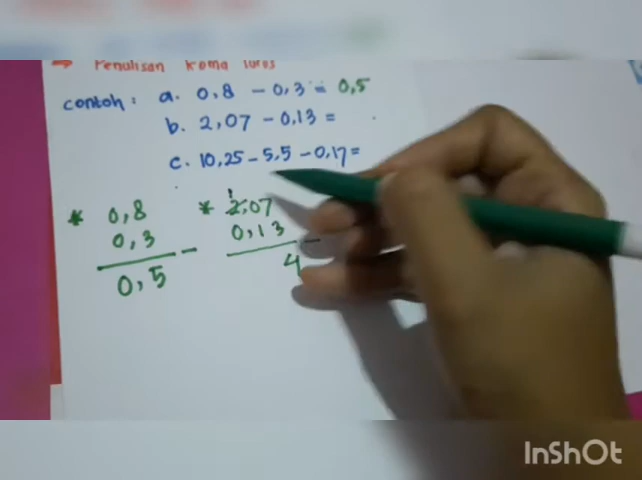 → Penulisan koma lurus
contoh : a. 0,8 - 0,3 = 0,5
b. 2,07 - 0,13 =
c. 10,25 - 5,5 - 0,17 =
* 0,8
0,3 -
0,5
* 2,07
1
0,13 -
4
InShOt